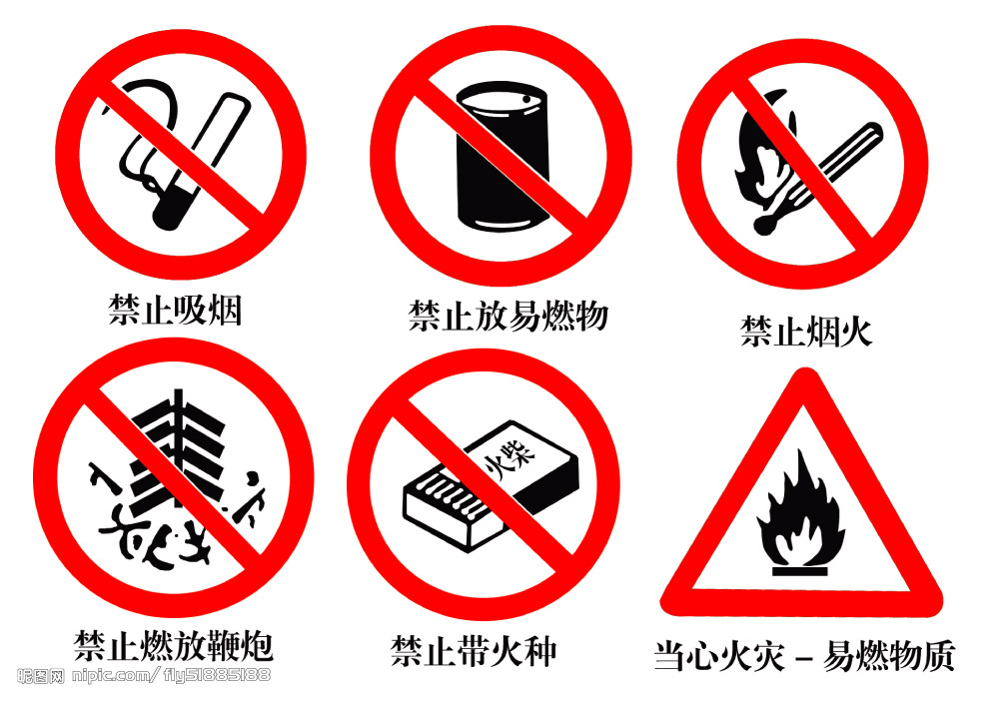 禁止吸烟
禁止放易燃物
禁止烟火
火柴
禁止燃放鞭炮
禁止带火种
当心火灾 – 易燃物质
昵图网 nipic.com/fly51885188